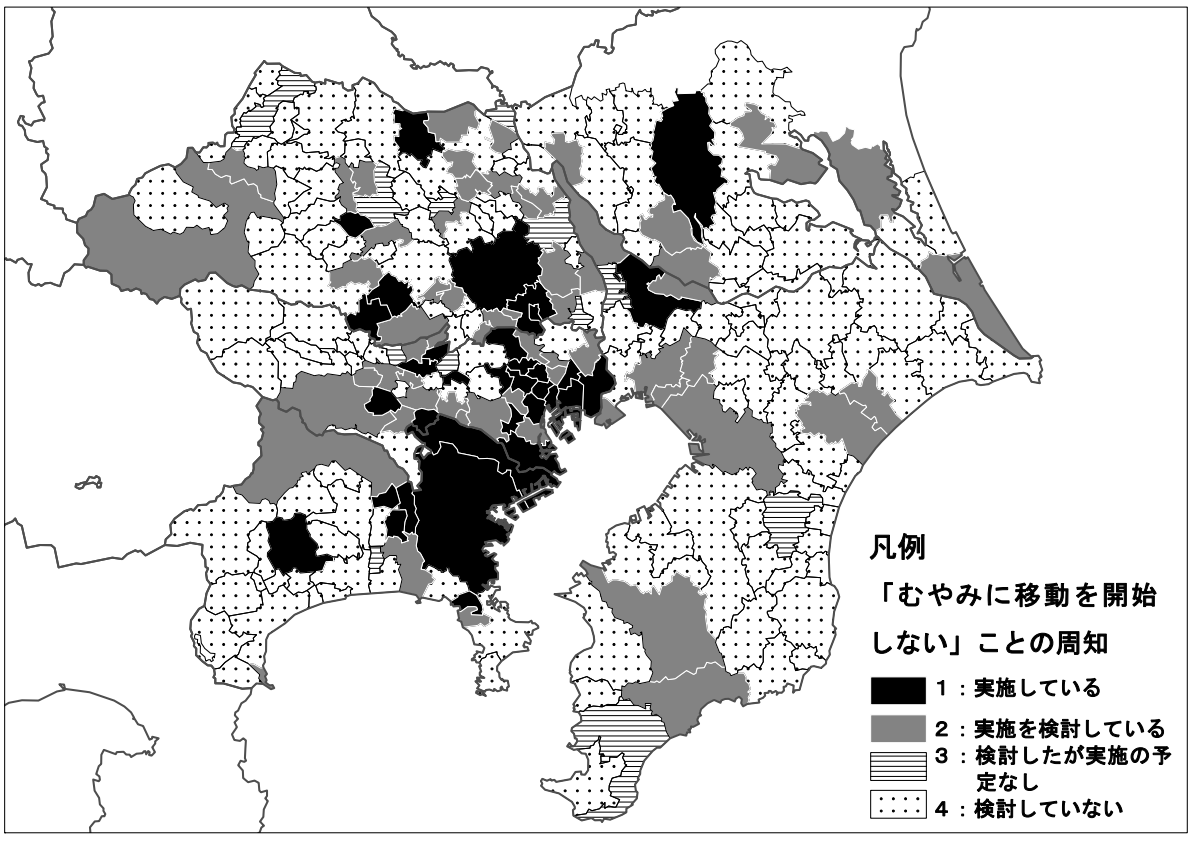 凡例
「むやみに移動を開始
しない」ことの周知
1：実施している
2：実施を検討している
3：検討したが実施の予
定なし
4：検討していない